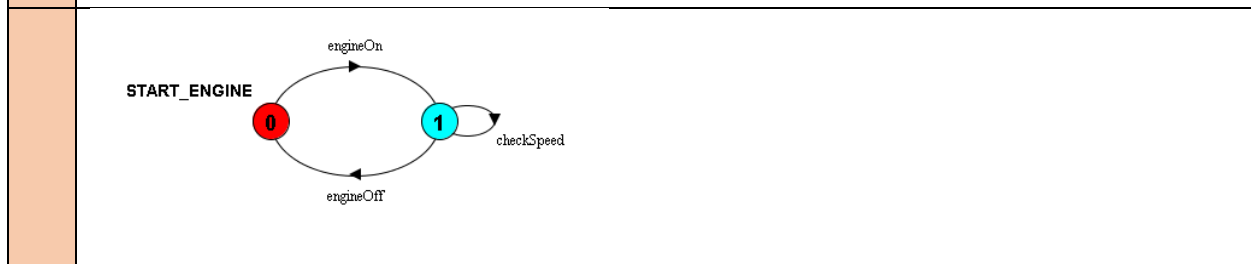 engineOn
START_ENGINE
0
1
checkSpeed
engineOff